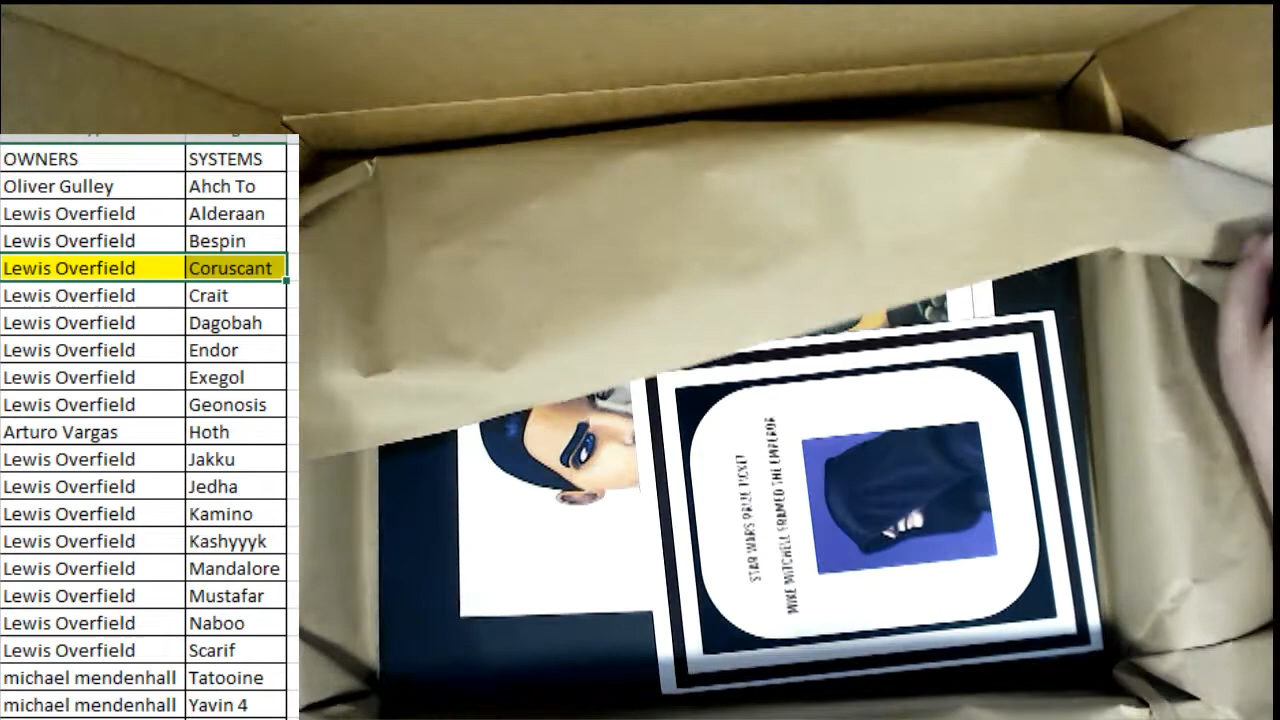 OWNERS SYSTEMS
Oliver Gulley Ahch To
Lewis Overfield Alderaan
Lewis Overfield Bespin
Lewis Overfield Coruscant
Lewis Overfield Crait
Lewis Overfield Dagobah
Lewis Overfield Endor
Lewis Overfield Exegol
Lewis Overfield Geonosis
Arturo Vargas Hoth
Lewis Overfield Jakku
Lewis Overfield Jedha
Lewis Overfield Kamino
Lewis Overfield Kashyyyk
Lewis Overfield Mandalore
Lewis Overfield Mustafar
Lewis Overfield Naboo
Lewis Overfield Scarif
michael mendenhall Tatooine
michael mendenhall Yavin 4
STAR WARS PRIZE TICKET
MIKE MITCHELL FRAMED THE EMPEROR